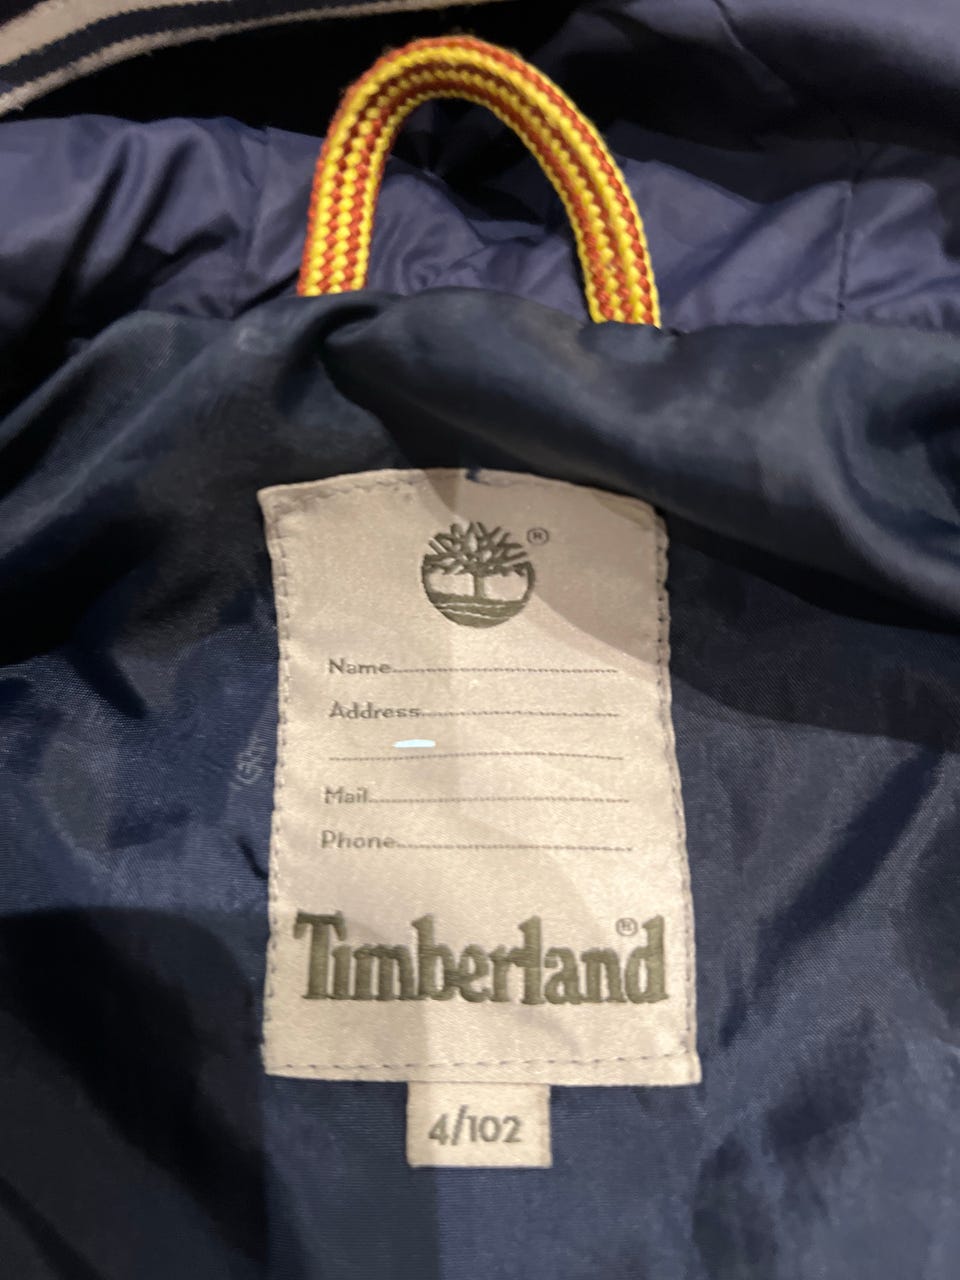 ®
Name
Address
Mail
Phone
Timberland®
4/102